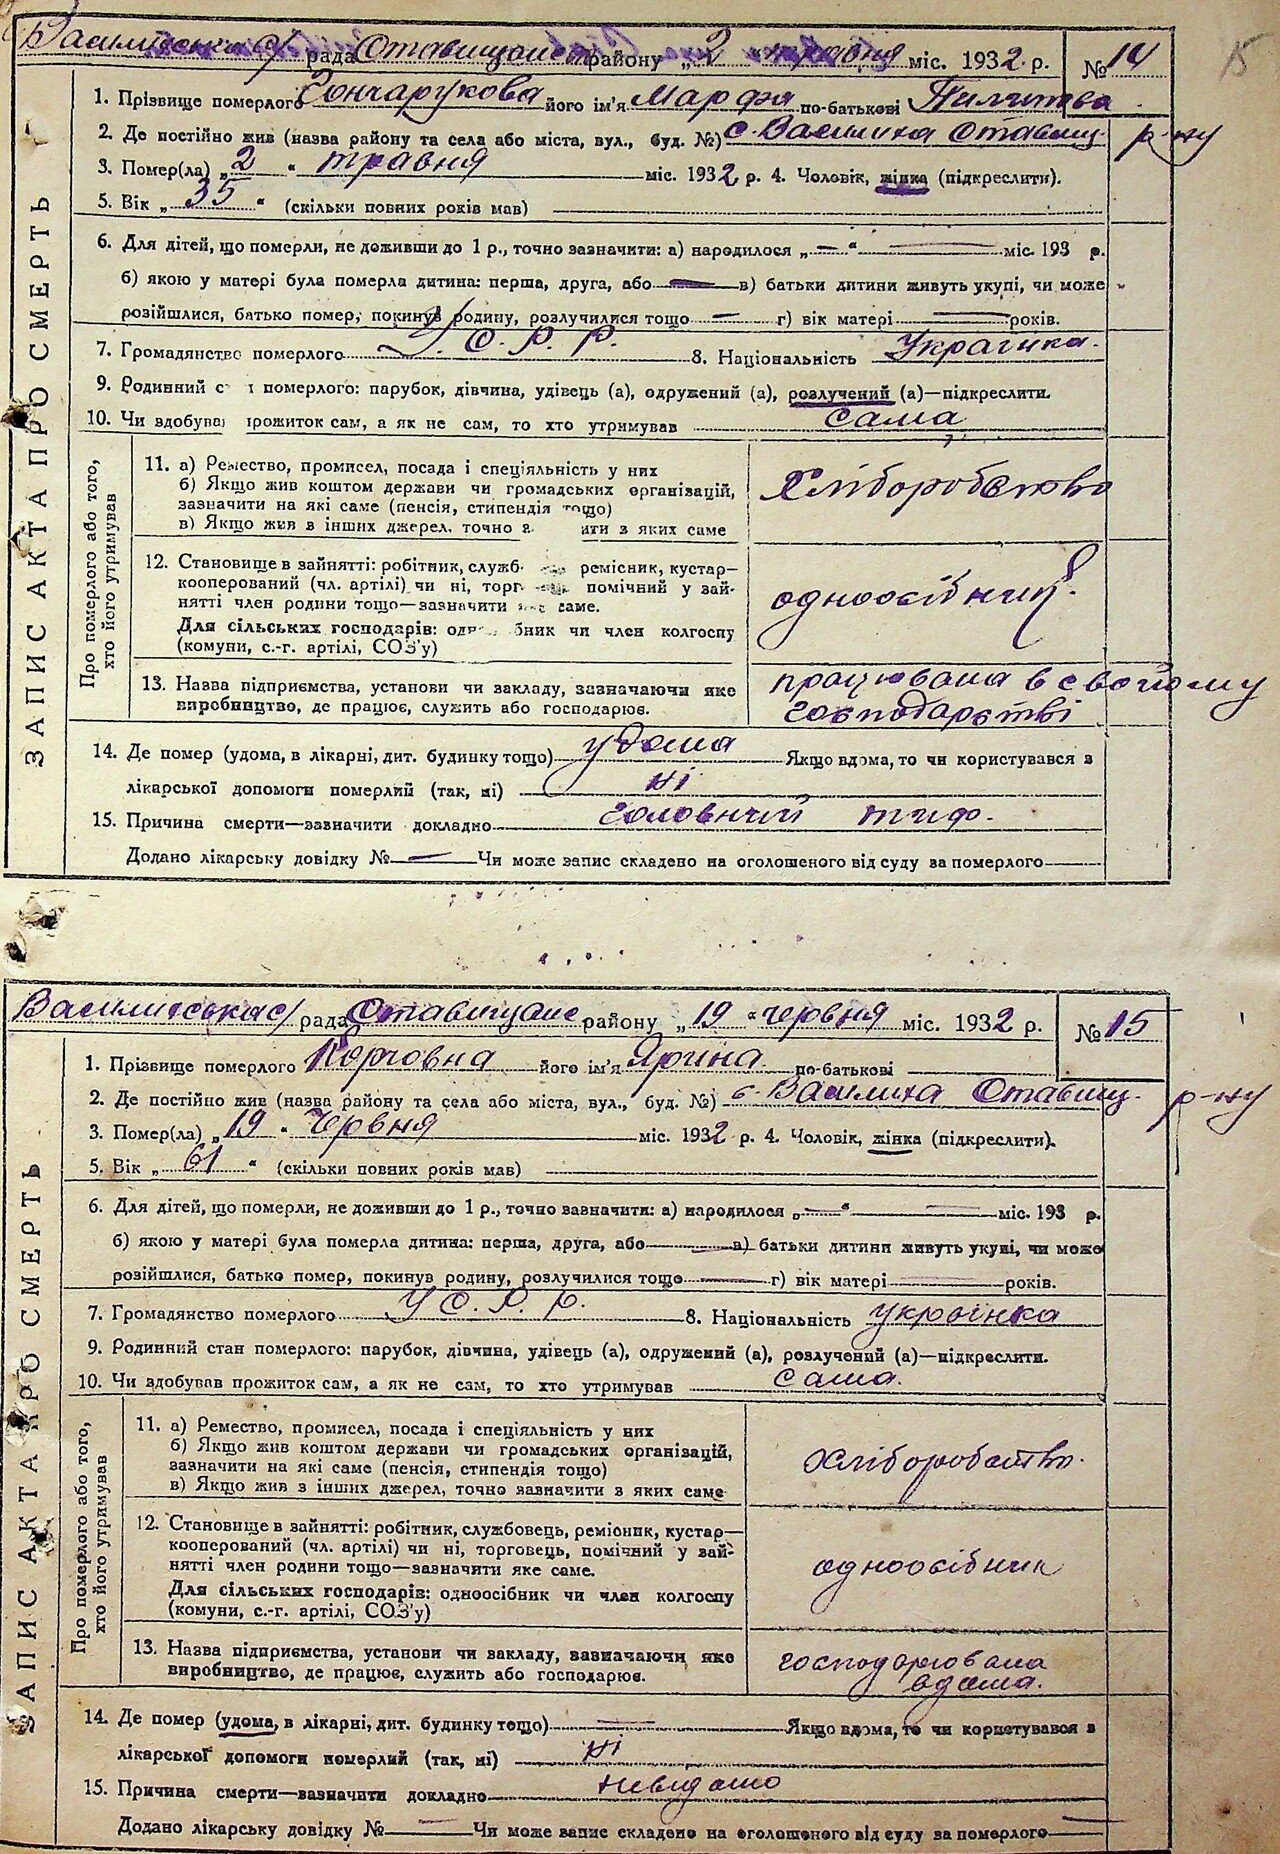 рада Ставищанс району „2“ травня міс. 1932 р. № 14
15
ЗАПИС АКТА ПРО СМЕРТЬ
1. Прізвище померлого Гончарукова його ім'я Марфа по-батькові
2. Де постійно жив (назва району та села або міста, вул., буд. №) с. Василиха Ставищ. р-ну
3. Помер(ла) „2“ травня міс. 1932 р. 4. Чоловік, жінка (підкреслити).
5. Вік „35“ (скільки повних років мав)
6. Для дітей, що померли, не доживши до 1 р., точно зазначити: а) народилося „—“ — міс. 193 р.
б) якою у матері була померла дитина: перша, друга, або — в) батьки дитини живуть укупі, чи може
розійшлися, батько помер, покинув родину, розлучилися тощо — г) вік матері — років.
7. Громадянство померлого У. С. Р. Р. 8. Національність Українка.
9. Родинний с н померлого: парубок, дівчина, удівець (а), одружений (а), розлучений (а)—підкреслити.
10. Чи здобував прожиток сам, а як не сам, то хто утримував сама
Про померлого або того, хто його утримував
11. а) Ремество, промисел, посада і спеціяльність у них
б) Якщо жив коштом держави чи громадських організацій,
зазначити на які саме (пенсія, стипендія тощо)
в) Якщо жив в інших джерел, точно з ити з яких саме
Хліборобство
12. Становище в зайнятті: робітник, служб ремісник, кустар—
кооперований (чл. артілі) чи ні, торг помічний у зай-
нятті член родини тощо—зазначити яке саме.
Для сільських господарів: одн бник чи член колгоспу
(комуни, с.-г. артілі, СОЗ'у)
одноосібник.
13. Назва підприємства, установи чи закладу, зазначаючи яке
виробництво, де працює, служить або господарює.
працювала в своїому
господарстві
14. Де помер (удома, в лікарні, дит. будинку тощо) удома Якщо вдома, то чи користувався з
лікарської допомоги померлий (так, ні) ні
15. Причина смерти—зазначити докладно головний тиф.
Додано лікарську довідку № — Чи може запис складено на оголошеного від суду за померлого
рада Ставищанс району „19“ червня міс. 1932 р. № 15
ЗАПИС АКТА ПРО СМЕРТЬ
1. Прізвище померлого його ім'я Ярина по-батькові
2. Де постійно жив (назва району та села або міста, вул., буд. №) с. Василиха Ставищ. р-ну
3. Помер(ла) „19“ Червня міс. 1932 р. 4. Чоловік, жінка (підкреслити).
5. Вік „61“ (скільки повних років мав)
6. Для дітей, що померли, не доживши до 1 р., точно зазначити: а) народилося „—“ — міс. 193 р.
б) якою у матері була померла дитина: перша, друга, або — в) батьки дитини живуть укупі, чи може
розійшлися, батько помер, покинув родину, розлучилися тощо — г) вік матері — років.
7. Громадянство померлого У С. Р. Р. 8. Національність українка
9. Родинний стан померлого: парубок, дівчина, удівець (а), одружений (а), розлучений (а)—підкреслити.
10. Чи здобував прожиток сам, а як не сам, то хто утримував сама.
Про померлого або того, хто його утримував
11. а) Ремество, промисел, посада і спеціяльність у них
б) Якщо жив коштом держави чи громадських організацій,
зазначити на які саме (пенсія, стипендія тощо)
в) Якщо жив з інших джерел, точно зазначити з яких саме
хліборобство.
12. Становище в зайнятті: робітник, службовець, ремісник, кустар—
кооперований (чл. артілі) чи ні, торговець, помічний у зай-
нятті член родини тощо—зазначити яке саме.
Для сільських господарів: одноосібник чи член колгоспу
(комуни, с.-г. артілі, СОЗ'у)
одноосібник
13. Назва підприємства, установи чи закладу, зазначаючи яке
виробництво, де працює, служить або господарює.
господарювала
вдома.
14. Де помер (удома, в лікарні, дит. будинку тощо) — Якщо вдома, то чи користувався з
лікарської допомоги померлий (так, ні) ні
15. Причина смерти—зазначити докладно невідомо
Додано лікарську довідку № — Чи може запис складено на оголошеного від суду за померлого —